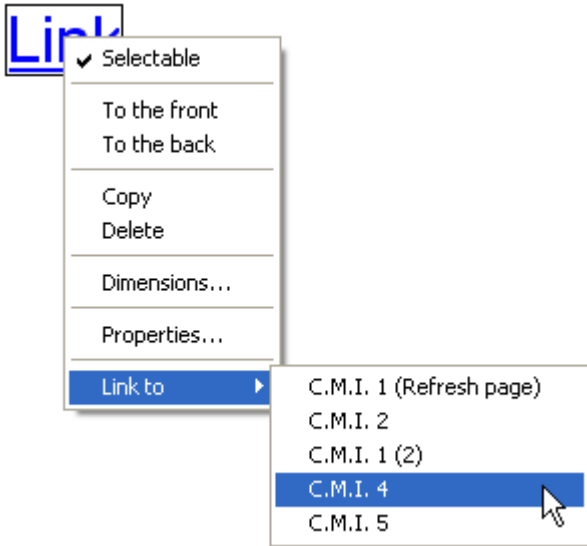 Link
Selectable
To the front
To the back
Copy
Delete
Dimensions...
Properties...
Link to
C.M.I. 1 (Refresh page)
C.M.I. 2
C.M.I. 1 (2)
C.M.I. 4
C.M.I. 5